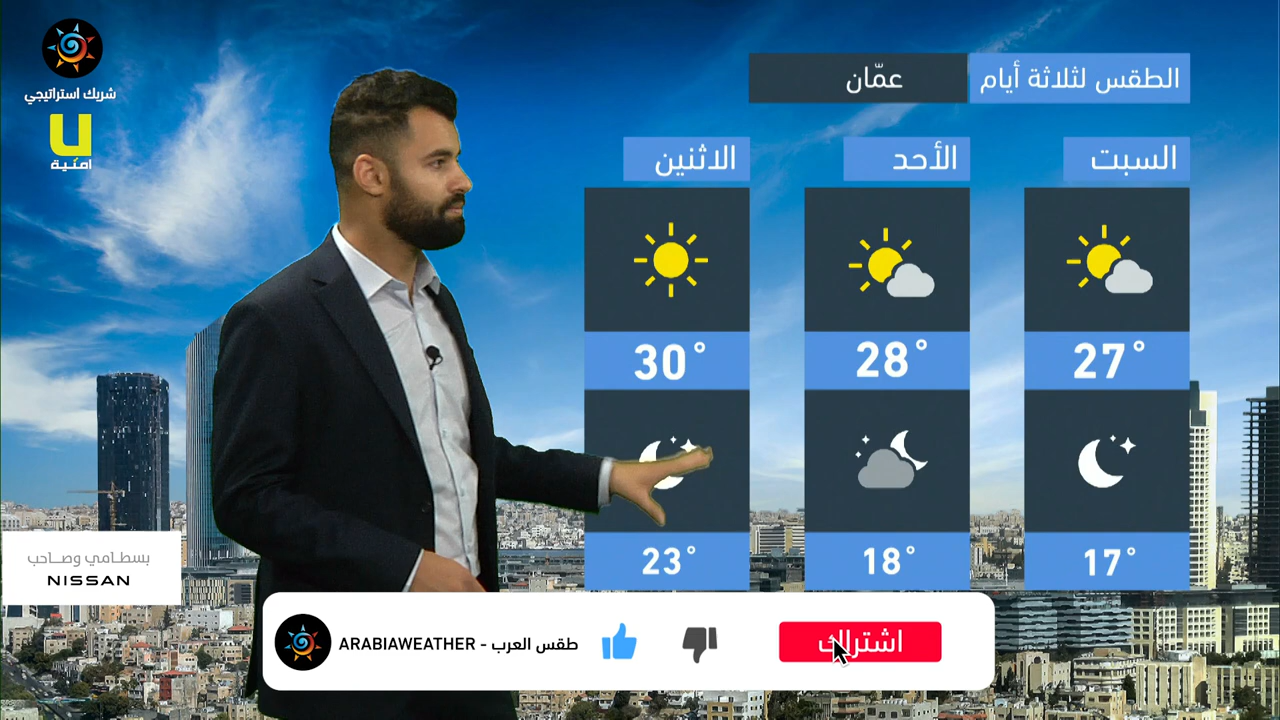 شريك استراتيجي
U
امنية
الطقس لثلاثة أيام
عمّان
السبت
الأحد
الاثنين
27°
28°
30°
17°
18°
23°
بسطامي وصاحب
NISSAN
ARABIAWEATHER - طقس العرب
اشتراك